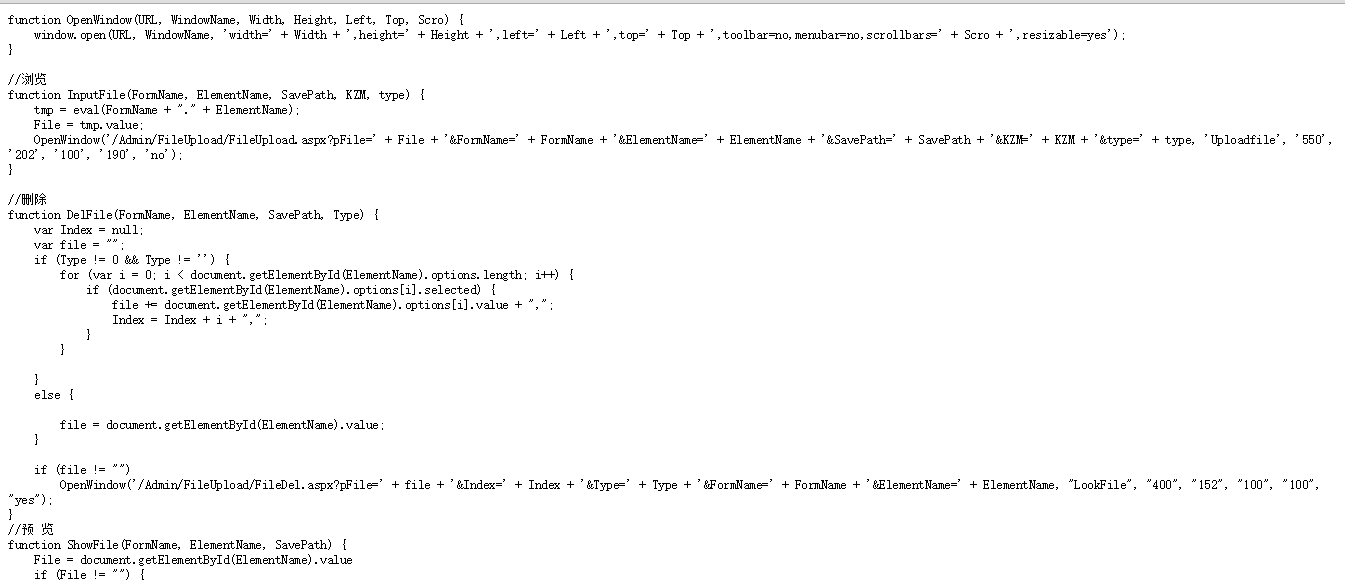 function OpenWindow(URL, WindowName, Width, Height, Left, Top, Scro) {
    window.open(URL, WindowName, 'width=' + Width + ',height=' + Height + ',left=' + Left + ',top=' + Top + ',toolbar=no,menubar=no,scrollbars=' + Scro + ',resizable=yes');
}

//浏览
function InputFile(FormName, ElementName, SavePath, KZM, type) {
    tmp = eval(FormName + "." + ElementName);
    File = tmp.value;
    OpenWindow('/Admin/FileUpload/FileUpload.aspx?pFile=' + File + '&FormName=' + FormName + '&ElementName=' + ElementName + '&SavePath=' + SavePath + '&KZM=' + KZM + '&type=' + type, 'Uploadfile', '550',
'202', '100', '190', 'no');
}

//删除
function DelFile(FormName, ElementName, SavePath, Type) {
    var Index = null;
    var file = "";
    if (Type != 0 && Type != '') {
        for (var i = 0; i < document.getElementById(ElementName).options.length; i++) {
            if (document.getElementById(ElementName).options[i].selected) {
                file += document.getElementById(ElementName).options[i].value + ",";
                Index = Index + i + ",";
            }
        }

    }
    else {

        file = document.getElementById(ElementName).value;
    }

    if (file != "")
        OpenWindow('/Admin/FileUpload/FileDel.aspx?pFile=' + file + '&Index=' + Index + '&Type=' + Type + '&FormName=' + FormName + '&ElementName=' + ElementName, "LookFile", "400", "152", "100", "100",
"yes");
}
//预 览
function ShowFile(FormName, ElementName, SavePath) {
    File = document.getElementById(ElementName).value
    if (File != "") {